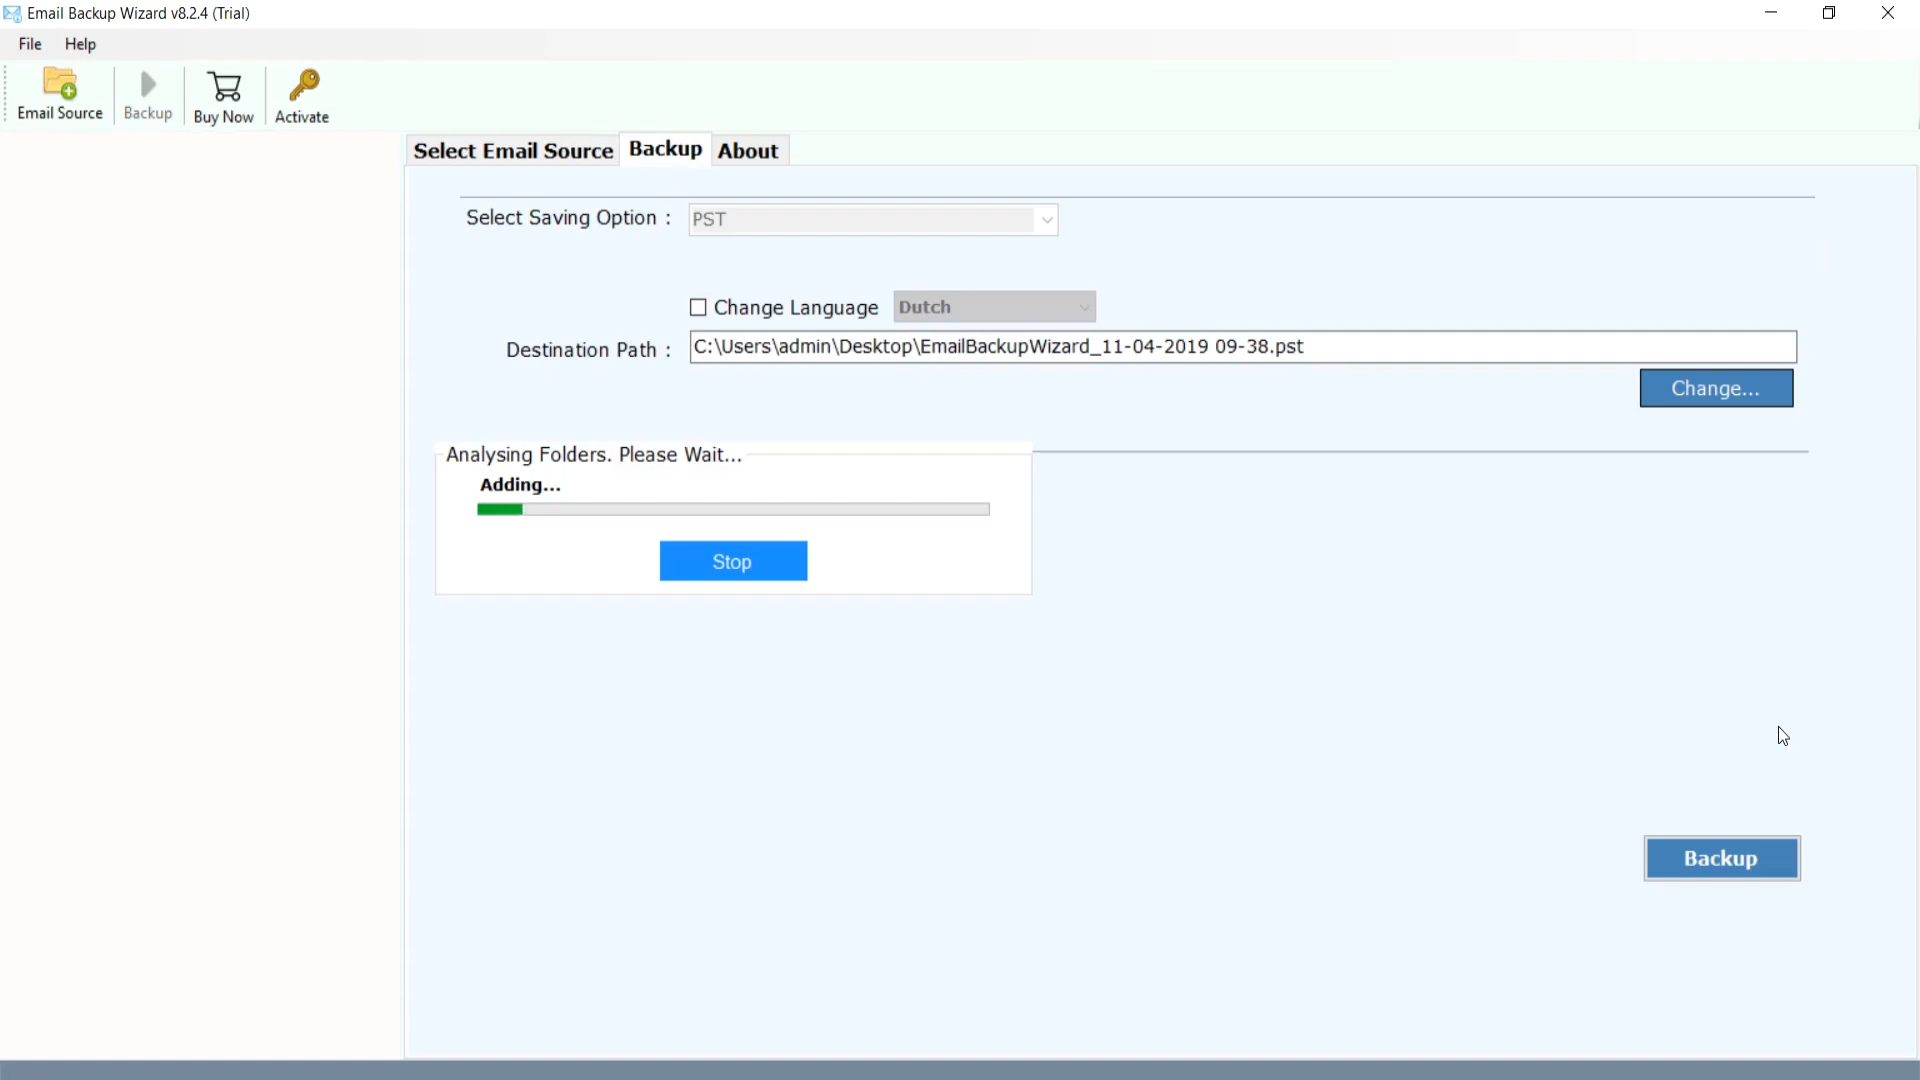 Email Backup Wizard v8.2.4 (Trial)
File Help
Email Source Backup Buy Now Activate
Select Email Source Backup About
Select Saving Option : PST
Change Language Dutch
Destination Path : C:\Users\admin\Desktop\EmailBackupWizard_11-04-2019 09-38.pst
Change...
Analysing Folders. Please Wait...
Adding...
Stop
Backup